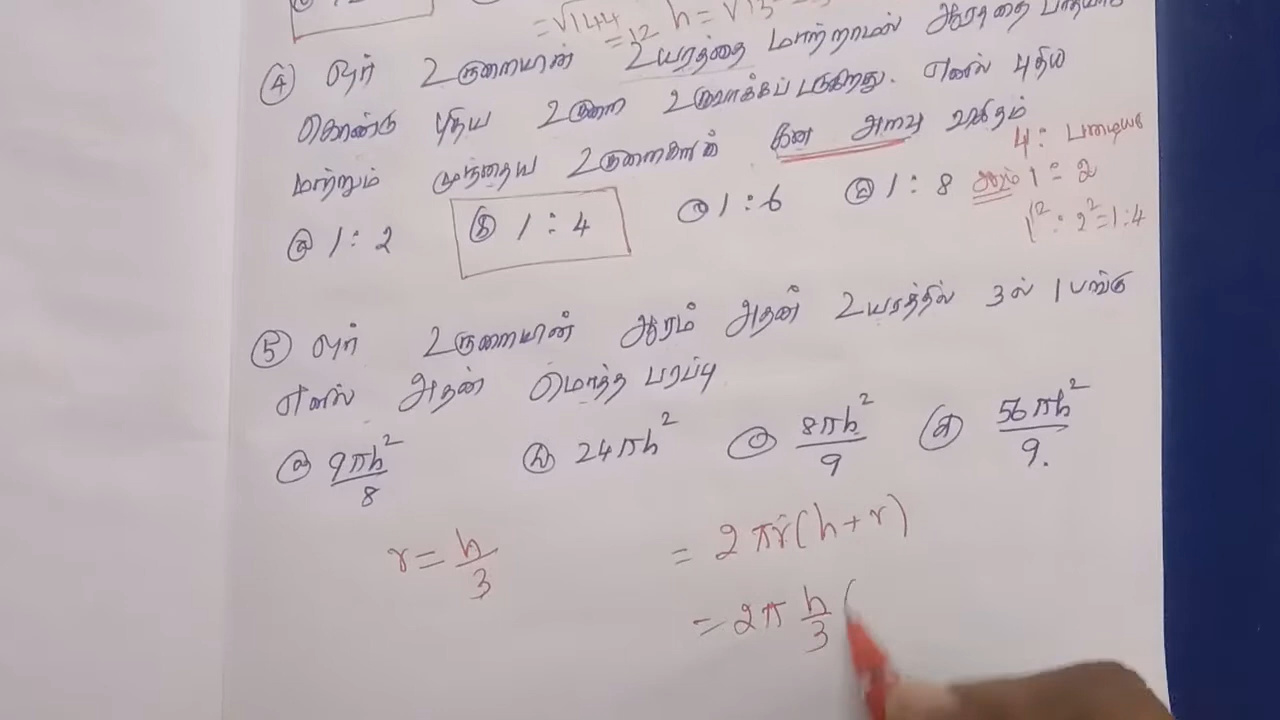 = √144
= 12 h = √13
④ ஓர் உருளையின் உயரத்தை மாற்றாமல் ஆரத்தை பாதியாக
கொண்டு புதிய உருளை உருவாக்கப்படுகிறது. எனில் புதிய
மற்றும் முந்தைய உருளைகளின் கன அளவு விகிதம்
பு : பழைய
ஆரம் 1 : 2
1² : 2² = 1:4
அ 1 : 2 ஆ 1 : 4 இ 1 : 6 ஈ 1 : 8
⑤ ஓர் உருளையின் ஆரம் அதன் உயரத்தில் 3ல் 1 பங்கு
எனில் அதன் மொத்த பரப்பு
அ 9πh²/8 ஆ 24πh² இ 8πh²/9 ஈ 56πh²/9.
r = h/3 = 2πr(h+r)
= 2π h/3 (